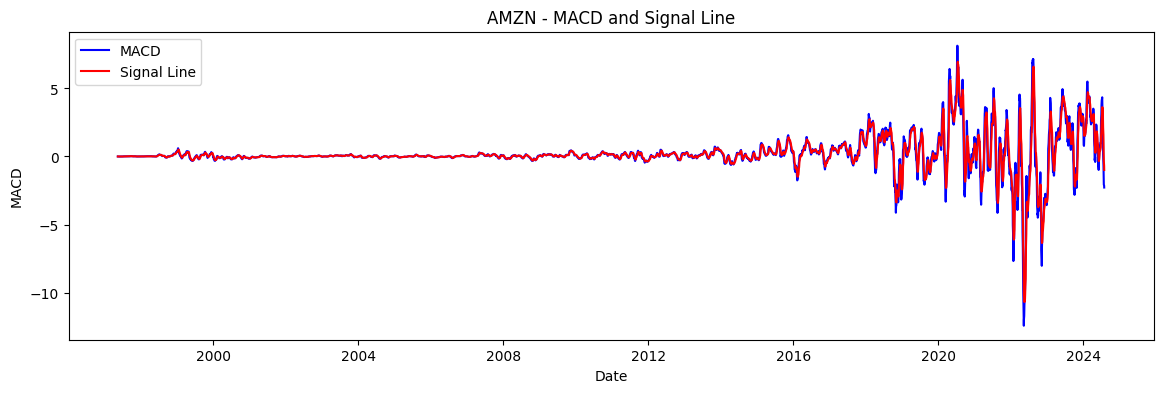 AMZN - MACD and Signal Line
MACD
Signal Line
5
0
−5
−10
MACD
2000 2004 2008 2012 2016 2020 2024
Date